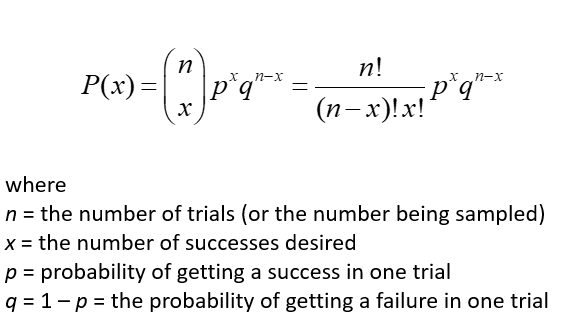 P(x) = (n x) p^x q^{n−x} = n! / (n−x)! x! p^x q^{n−x}
where
n = the number of trials (or the number being sampled)
x = the number of successes desired
p = probability of getting a success in one trial
q = 1 – p = the probability of getting a failure in one trial